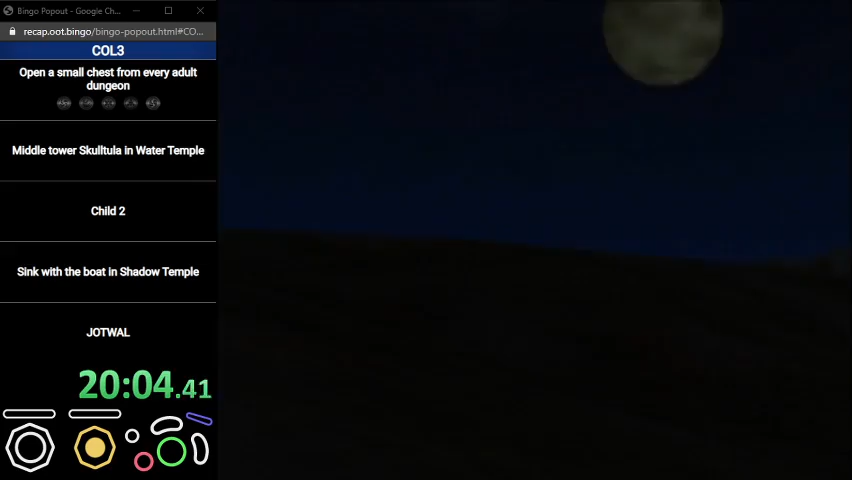 Bingo Popout - Google Ch...
recap.oot.bingo/bingo-popout.html#CO...
COL3
Open a small chest from every adult
dungeon
Middle tower Skulltula in Water Temple
Child 2
Sink with the boat in Shadow Temple
JOTWAL
20:04.41